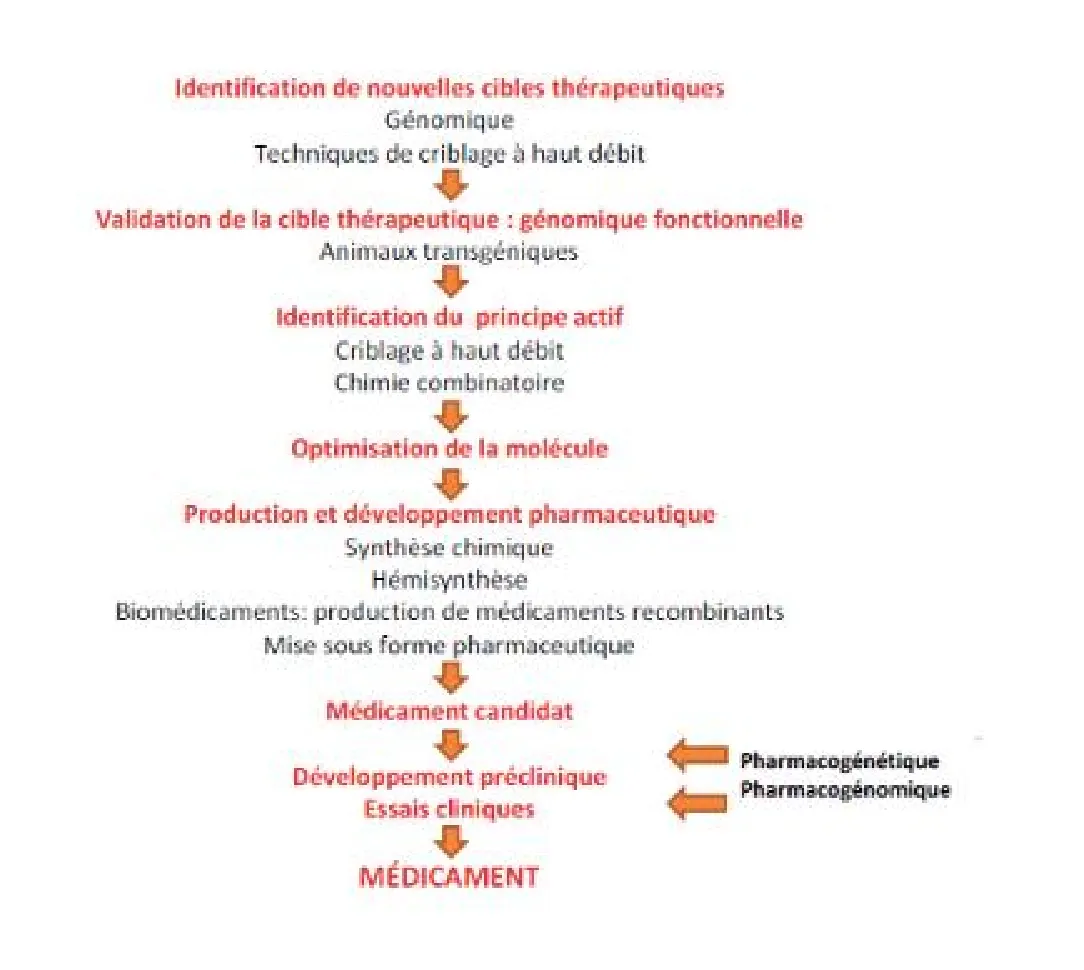 Identification de nouvelles cibles thérapeutiques
Génomique
Techniques de criblage à haut débit
Validation de la cible thérapeutique : génomique fonctionnelle
Animaux transgéniques
Identification du principe actif
Criblage à haut débit
Chimie combinatoire
Optimisation de la molécule
Production et développement pharmaceutique
Synthèse chimique
Hémisynthèse
Biomédicaments: production de médicaments recombinants
Mise sous forme pharmaceutique
Médicament candidat
Développement préclinique
Essais cliniques
Pharmacogénétique
Pharmacogénomique
MÉDICAMENT